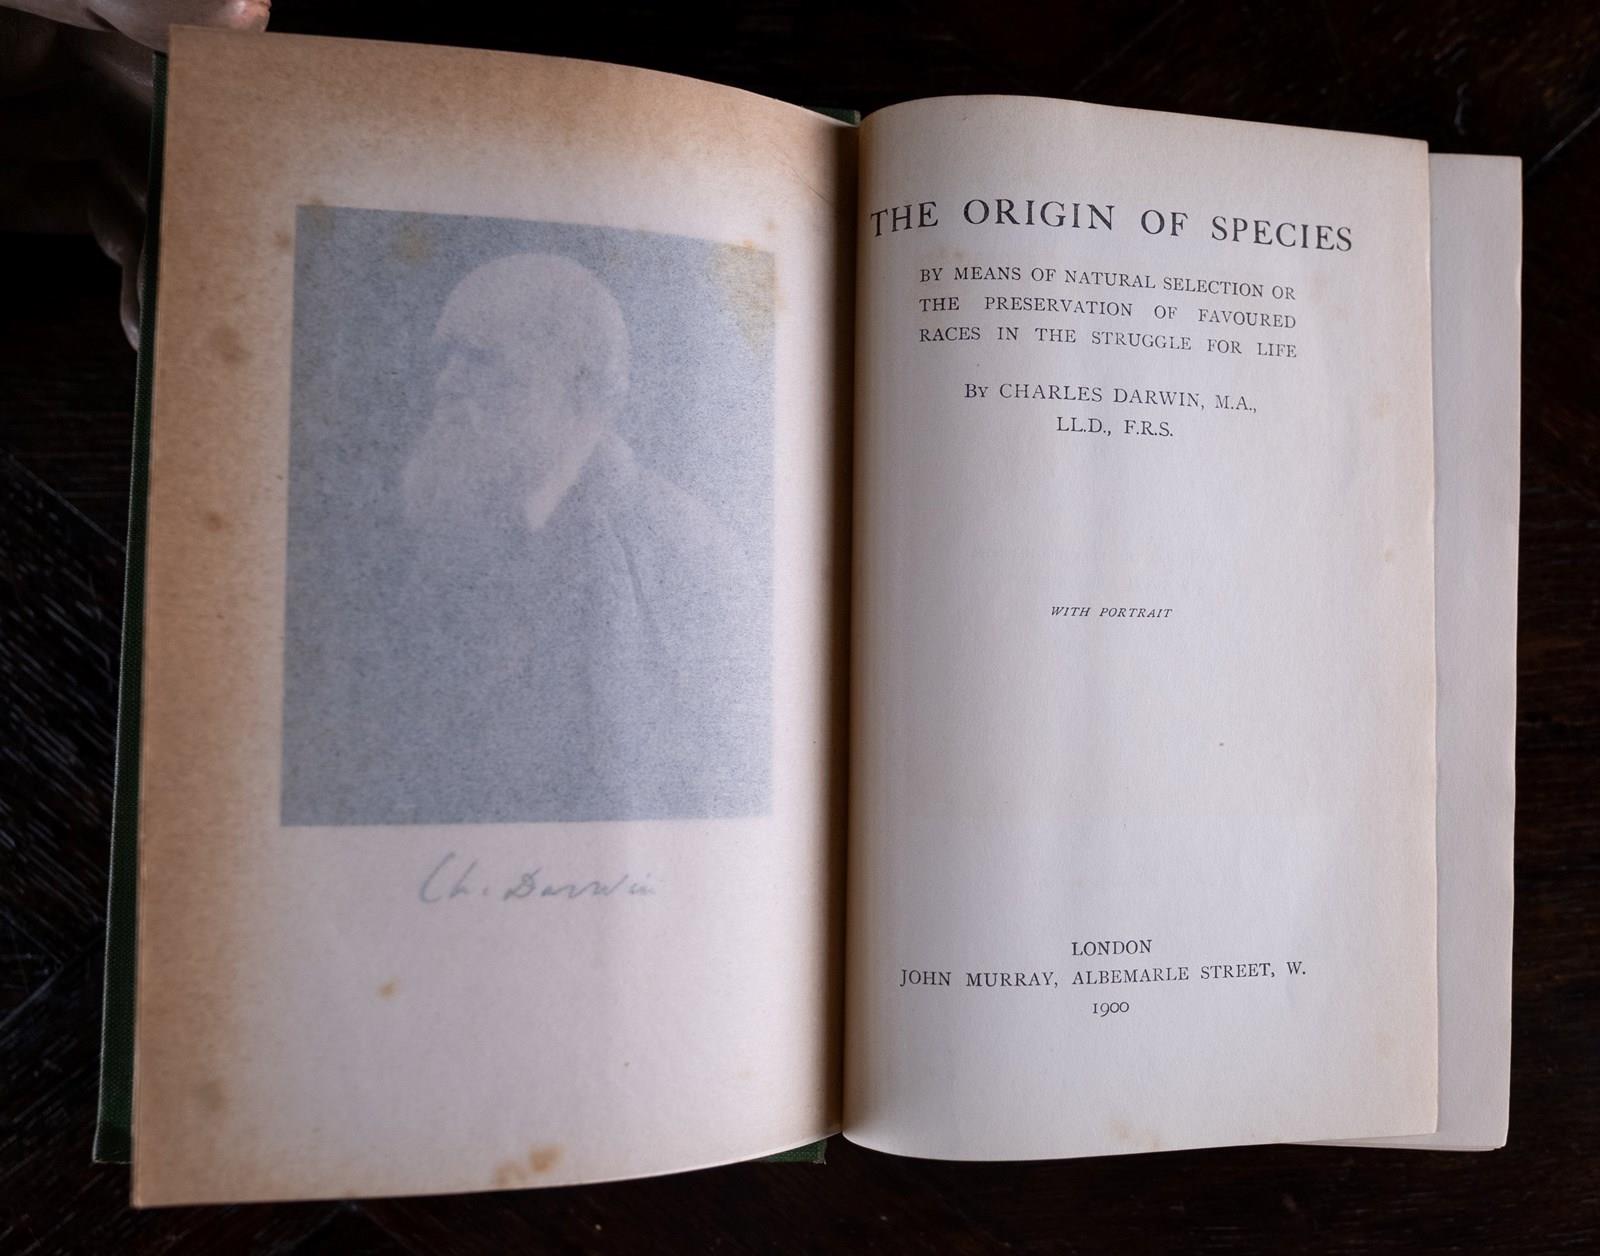 Ch. Darwin
THE ORIGIN OF SPECIES
BY MEANS OF NATURAL SELECTION OR
THE PRESERVATION OF FAVOURED
RACES IN THE STRUGGLE FOR LIFE
By CHARLES DARWIN, M.A.,
LL.D., F.R.S.
WITH PORTRAIT
LONDON
JOHN MURRAY, ALBEMARLE STREET, W.
1900